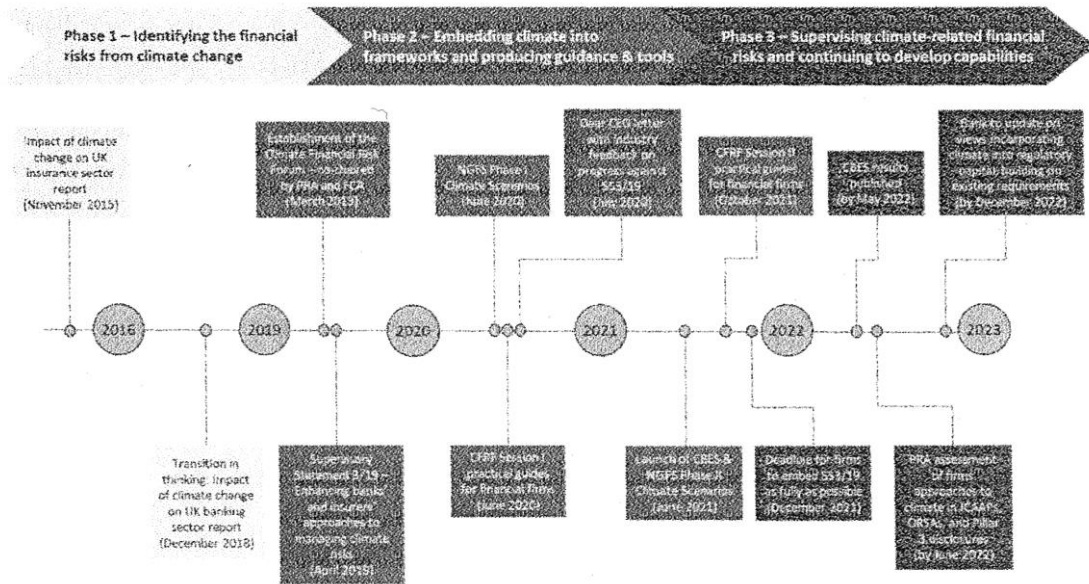 Phase 1 – Identifying the financial
risks from climate change
Phase 2 – Embedding climate into
frameworks and producing guidance & tools
Phase 3 – Supervising climate-related financial
risks and continuing to develop capabilities
Impact of climate
change on UK
insurance sector
report
(November 2015)
Establishment of the
Climate Financial Risk
Forum – co-chaired
by PRA and FCA
(March 2019)
NGFS Phase I
Climate Scenarios
(June 2020)
Dear CEO letter
with industry
feedback on
progress against
SS3/19
2020)
CFRF Session II
practical guides
for financial firms
(October 2021)
CBES results
published
(by May 2022)
Bank to update on
views incorporating
climate into regulatory
capital building on
existing requirements
(by December 2022)
2016
2019
2020
2021
2022
2023
Transition in
thinking: Impact
of climate change
on UK banking
sector report
(December 2018)
Supervisory
Statement 3/19 –
Enhancing banks
and insurers'
approaches to
managing climate
risks
(April 2019)
CFRF Session I
practical guides
for financial firms
(June 2020)
Launch of CBES &
NGFS Phase II
Climate Scenarios
(June 2021)
Deadline for firms
to embed SS3/19
as fully as possible
(December 2021)
PRA assessment
of firms'
approaches to
climate in ICAAPs,
ORSAs, and Pillar
3 disclosures
(by June 2022)